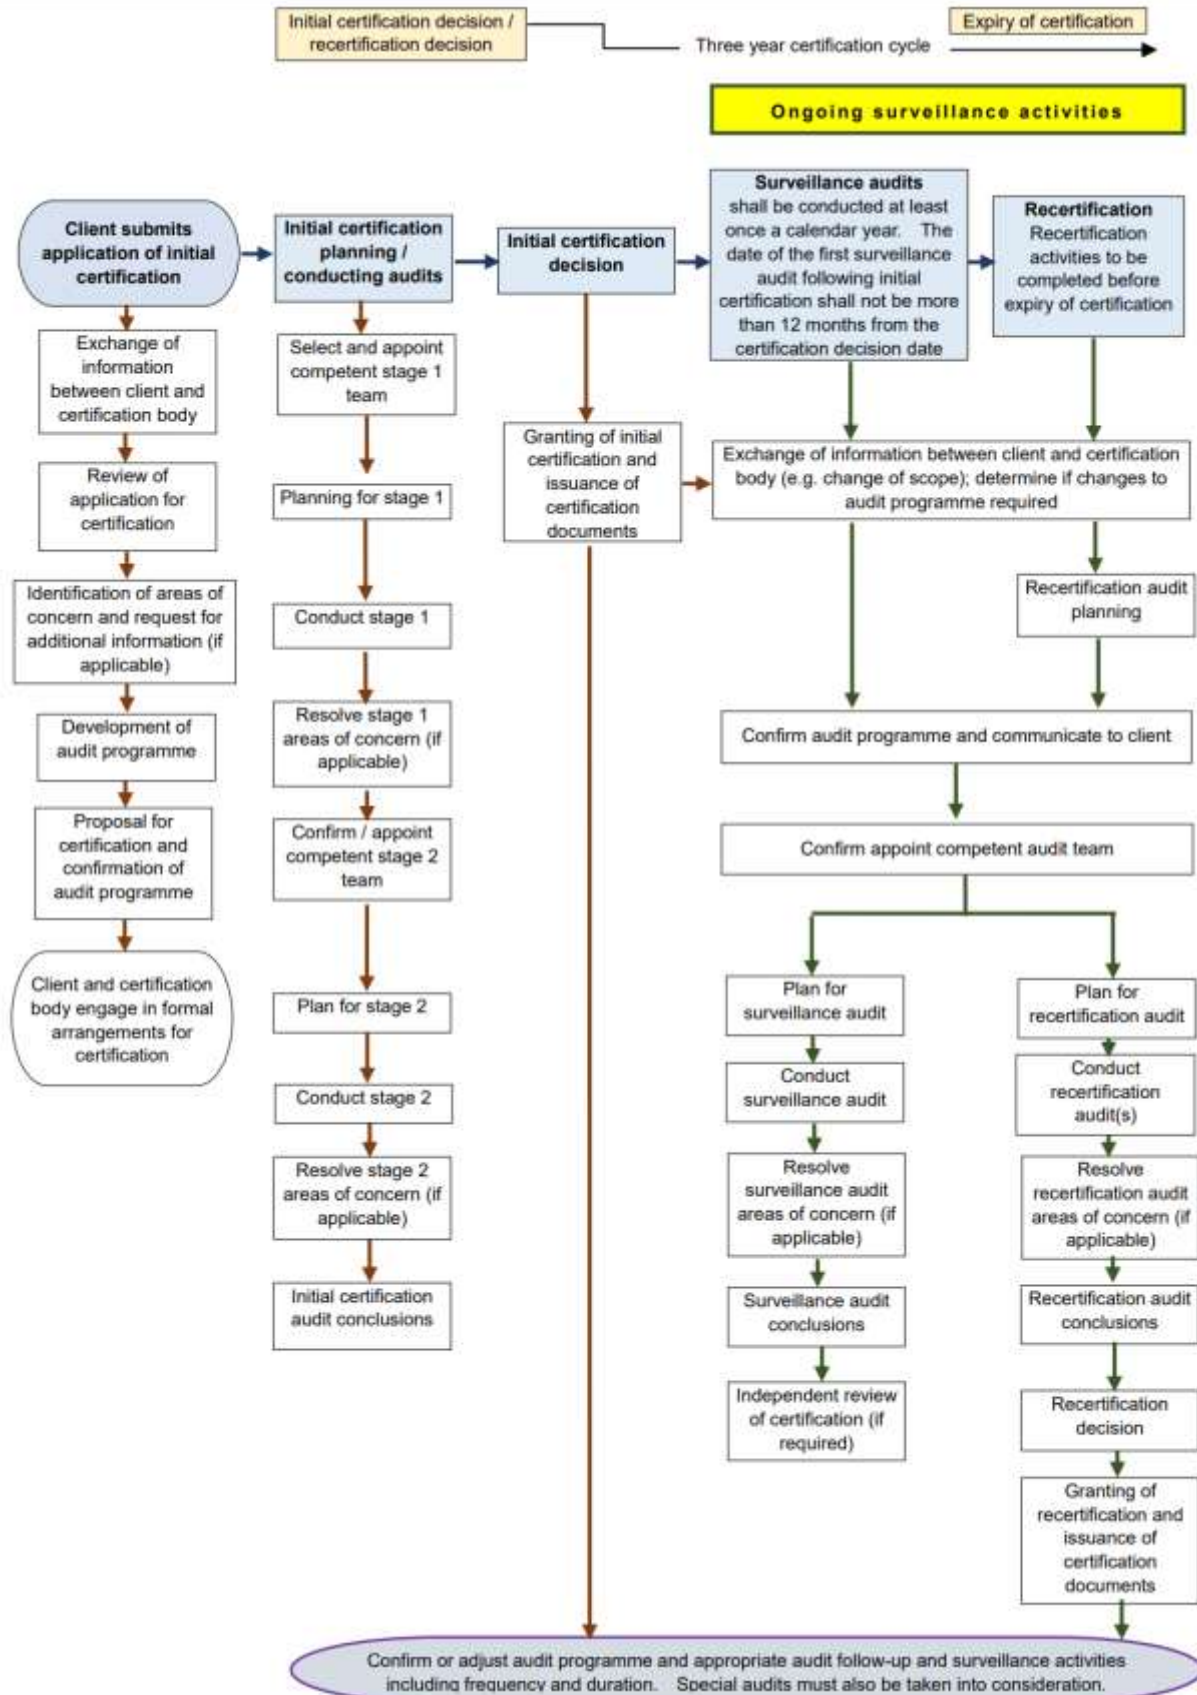 Initial certification decision /
recertification decision
Three year certification cycle
Expiry of certification
Ongoing surveillance activities
Client submits
application of initial
certification
Initial certification
planning /
conducting audits
Initial certification
decision
Surveillance audits
shall be conducted at least
once a calendar year. The
date of the first surveillance
audit following initial
certification shall not be more
than 12 months from the
certification decision date
Recertification
Recertification
activities to be
completed before
expiry of certification
Exchange of
information
between client and
certification body
Review of
application for
certification
Identification of areas of
concern and request for
additional information (if
applicable)
Development of
audit programme
Proposal for
certification and
confirmation of
audit programme
Client and certification
body engage in formal
arrangements for
certification
Select and appoint
competent stage 1
team
Planning for stage 1
Conduct stage 1
Resolve stage 1
areas of concern (if
applicable)
Confirm / appoint
competent stage 2
team
Plan for stage 2
Conduct stage 2
Resolve stage 2
areas of concern (if
applicable)
Initial certification
audit conclusions
Granting of initial
certification and
issuance of
certification
documents
Exchange of information between client and certification
body (e.g. change of scope); determine if changes to
audit programme required
Recertification audit
planning
Confirm audit programme and communicate to client
Confirm appoint competent audit team
Plan for
surveillance audit
Conduct
surveillance audit
Resolve
surveillance audit
areas of concern (if
applicable)
Surveillance audit
conclusions
Independent review
of certification (if
required)
Plan for
recertification audit
Conduct
recertification
audit(s)
Resolve
recertification audit
areas of concern (if
applicable)
Recertification audit
conclusions
Recertification
decision
Granting of
recertification and
issuance of
certification
documents
Confirm or adjust audit programme and appropriate audit follow-up and surveillance activities
including frequency and duration. Special audits must also be taken into consideration.